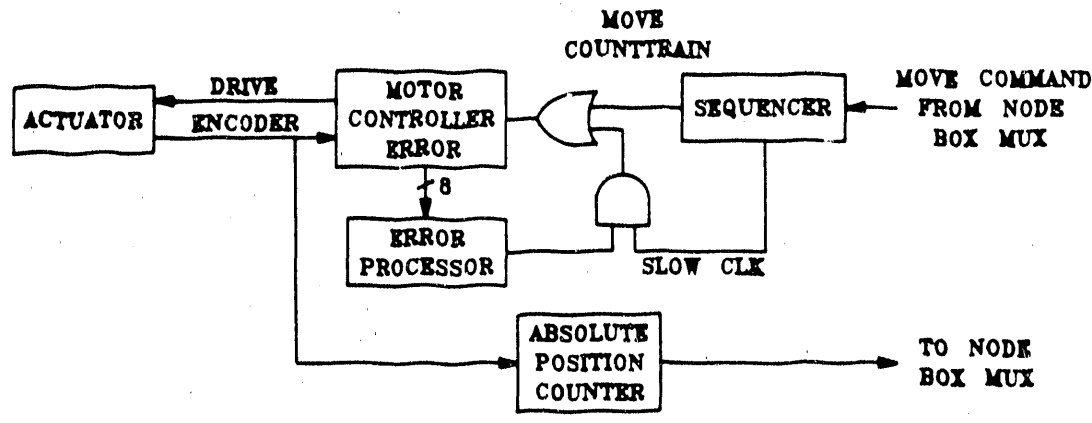 MOVE
COUNTTRAIN
DRIVE
ACTUATOR
ENCODER
MOTOR
CONTROLLER
ERROR
SEQUENCER
MOVE COMMAND
FROM NODE
BOX MUX
8
ERROR
PROCESSOR
SLOW CLK
ABSOLUTE
POSITION
COUNTER
TO NODE
BOX MUX